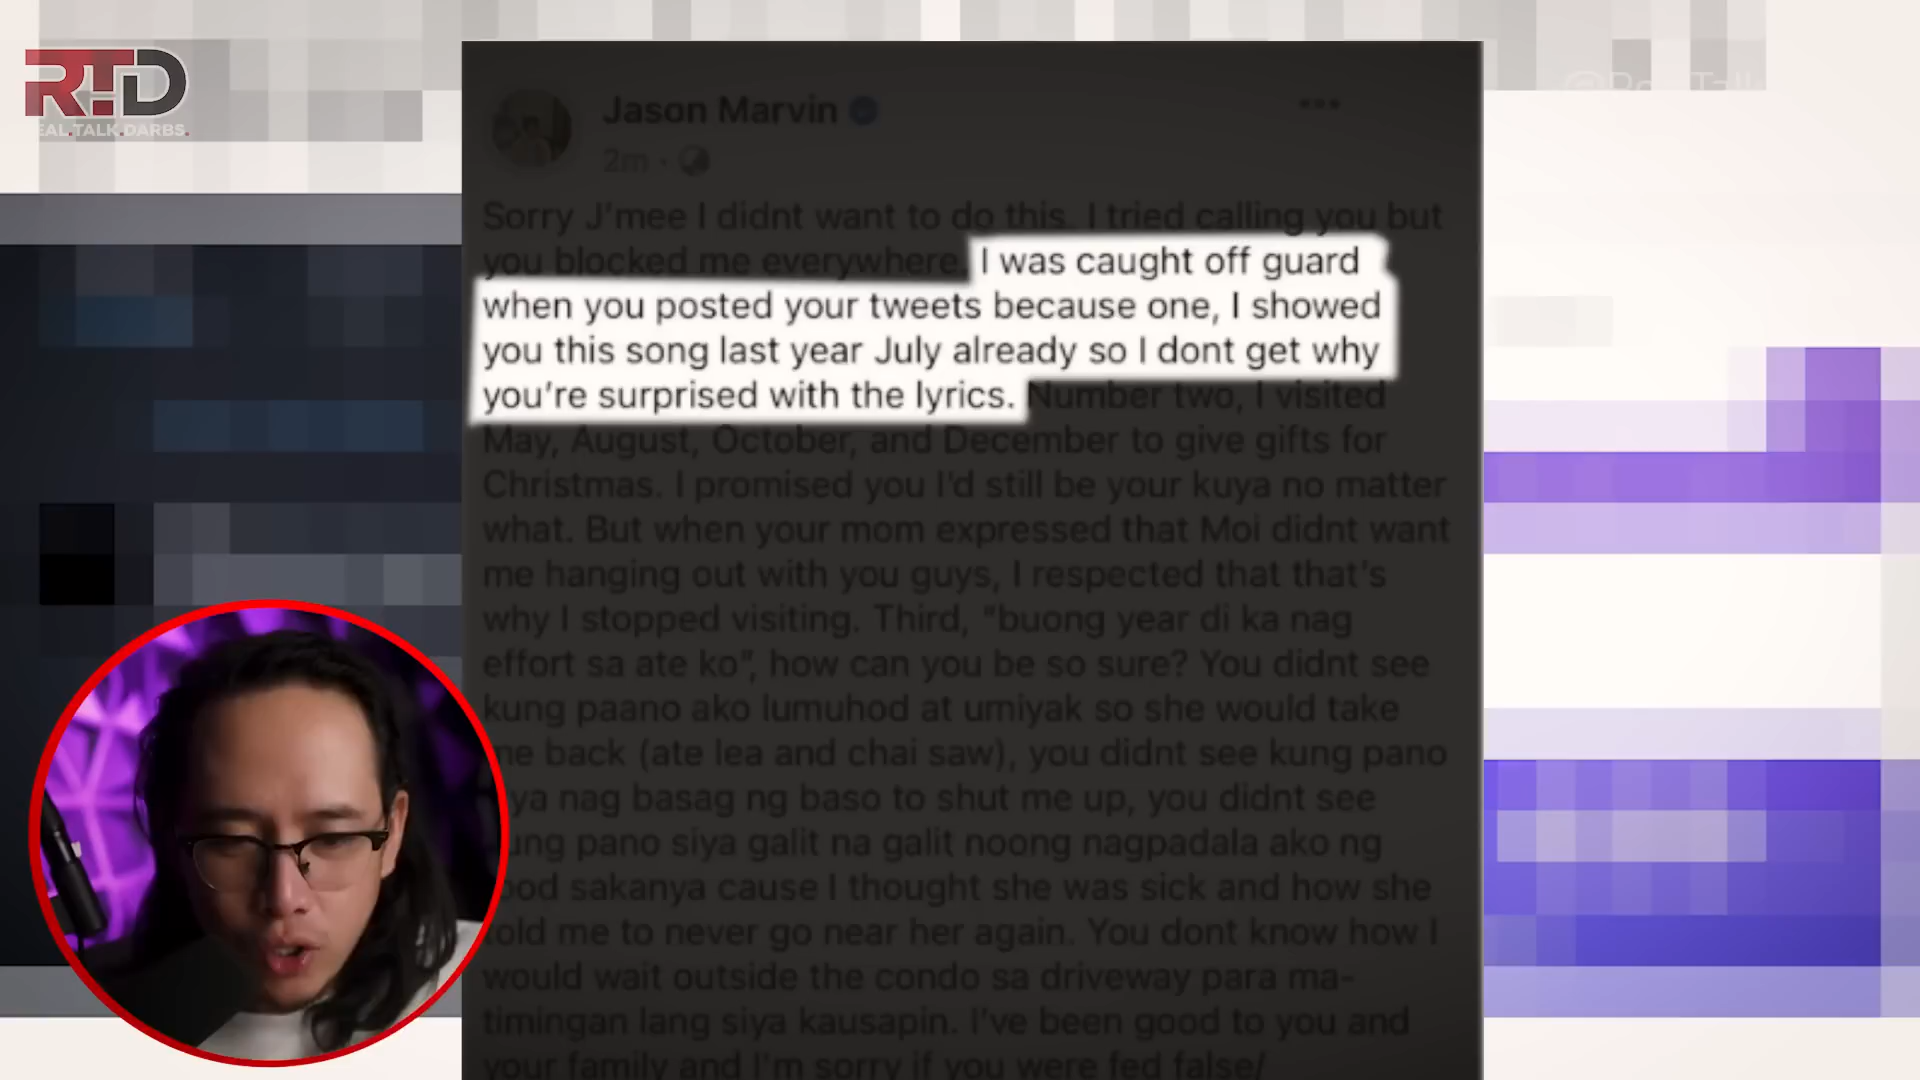 RTD
EAL.TALK.DARBS.
Jason Marvin
2m
Sorry J'mee I didnt want to do this. I tried calling you but
you blocked me everywhere. I was caught off guard
when you posted your tweets because one, I showed
you this song last year July already so I dont get why
you're surprised with the lyrics. Number two, I visited
May, August, October, and December to give gifts for
Christmas. I promised you I'd still be your kuya no matter
what. But when your mom expressed that Moi didnt want
me hanging out with you guys, I respected that that's
why I stopped visiting. Third, "buong year di ka nag
effort sa ate ko", how can you be so sure? You didnt see
kung paano ako lumuhod at umiyak so she would take
me back (ate lea and chai saw), you didnt see kung pano
ya nag basag ng baso to shut me up, you didnt see
ung pano siya galit na galit noong nagpadala ako ng
ood sakanya cause I thought she was sick and how she
told me to never go near her again. You dont know how I
would wait outside the condo sa driveway para ma-
timingan lang siya kausapin. I've been good to you and
your family and I'm sorry if you were fed false/